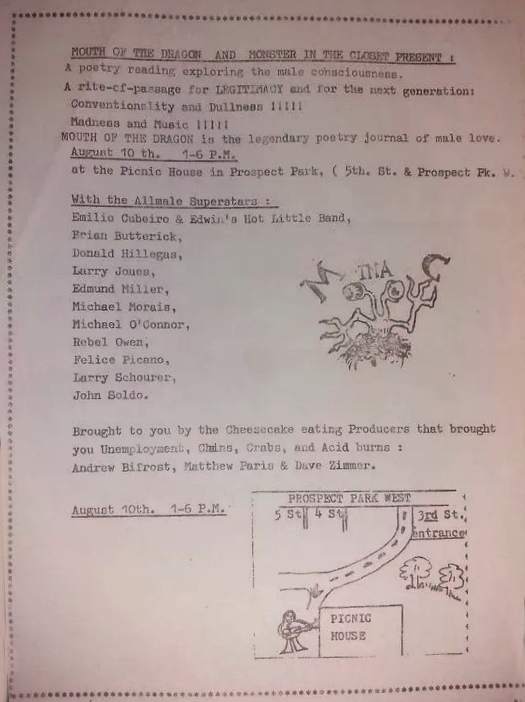 MOUTH OF THE DRAGON AND MONSTER IN THE CLOSET PRESENT :
A poetry reading exploring the male consciousness.
A rite-of-passage for LEGITIMACY and for the next generation:
Conventionality and Dullness !!!!!
Madness and Music !!!!!
MOUTH OF THE DRAGON is the legendary poetry journal of male love.
August 10 th. 1-6 P.M.
at the Picnic House in Prospect Park, ( 5th. St. & Prospect Pk. W.
With the Allmale Superstars :
Emilio Cubeiro & Edwin's Hot Little Band,
Brian Butterick,
Donald Hillegas,
Larry Jones,
Edmund Miller,
Michael Morais,
Michael O'Connor,
Rebel Owen,
Felice Picano,
Larry Schourer,
John Soldo.
M TMA C
Brought to you by the Cheesecake eating Producers that brought
you Unemployment, Chins, Crabs, and Acid burns :
Andrew Bifrost, Matthew Paris & Dave Zimmer.
August 10th. 1-6 P.M.
PROSPECT PARK WEST
5 St 4 St 3rd St.
entrance
PICNIC
HOUSE